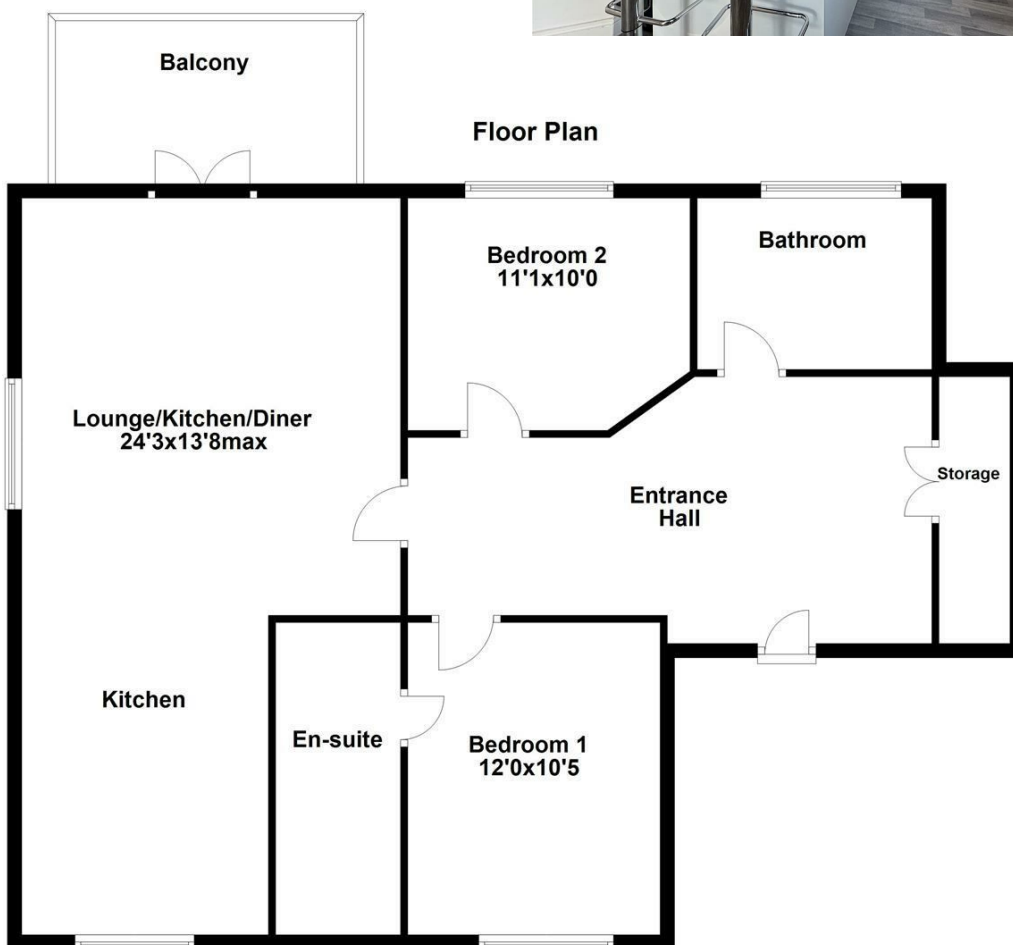 Balcony
Floor Plan
Bedroom 2
11'1x10'0
Bathroom
Lounge/Kitchen/Diner
24'3x13'8max
Storage
Entrance
Hall
Kitchen
En-suite
Bedroom 1
12'0x10'5